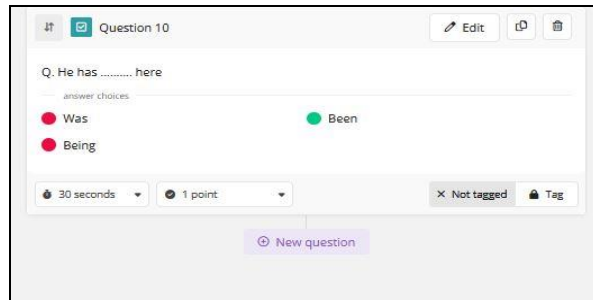 Question 10
Edit
Q. He has .......... here
answer choices
Was
Been
Being
30 seconds
1 point
Not tagged
Tag
New question